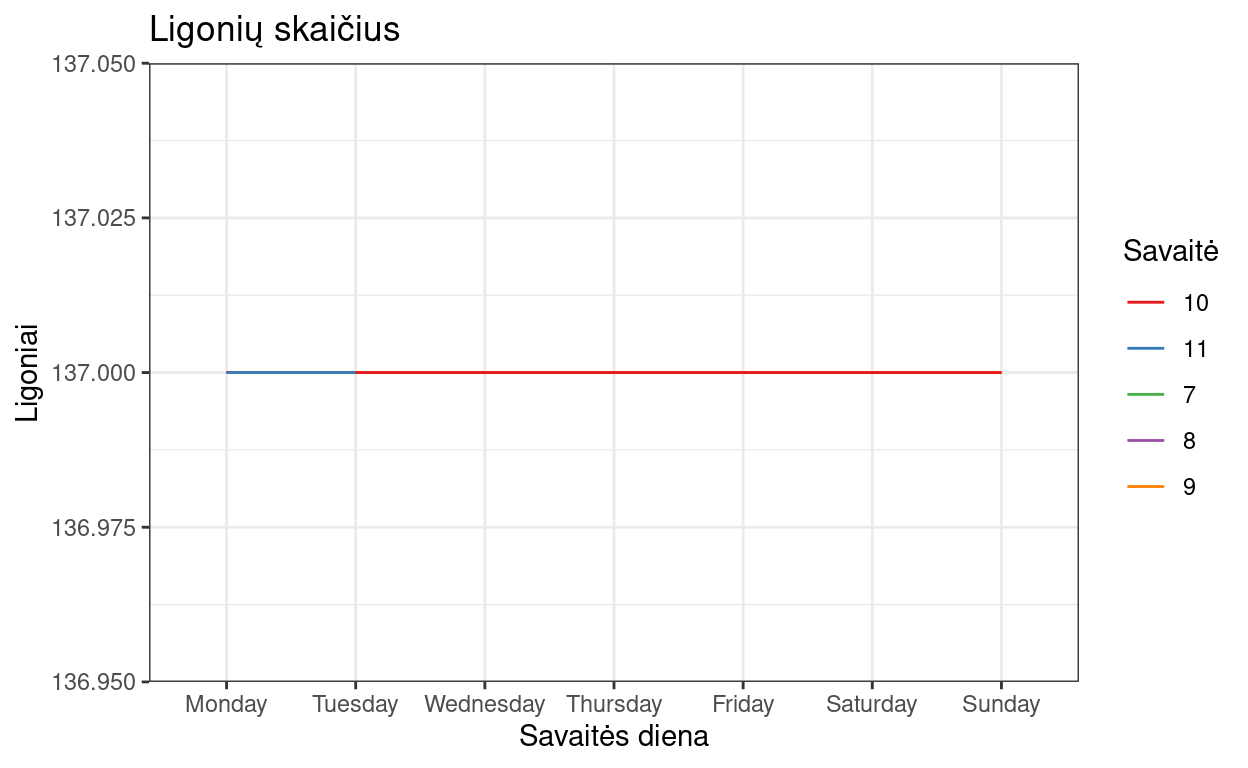 Ligonių skaičius
137.050
137.025
137.000
136.975
136.950
Ligoniai
Monday Tuesday Wednesday Thursday Friday Saturday Sunday
Savaitės diena
Savaitė
10
11
7
8
9